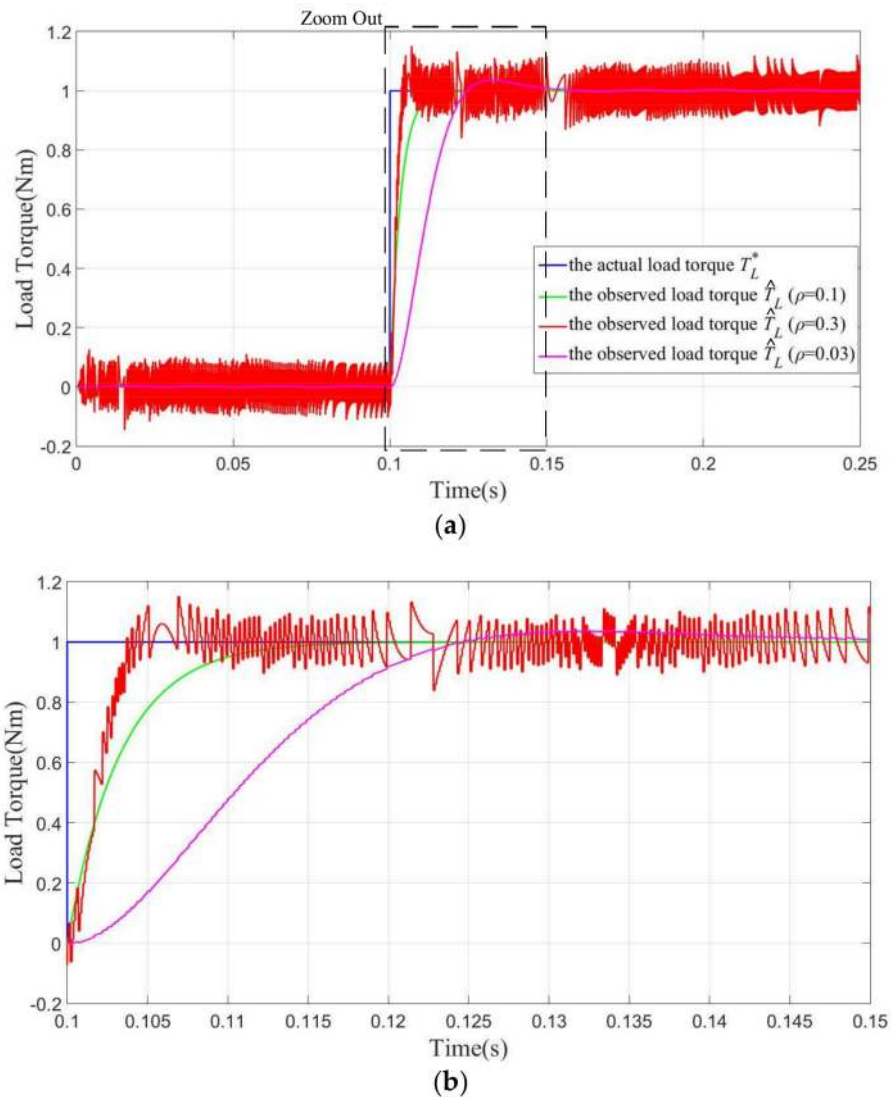 Zoom Out
1.2
1
0.8
0.6
0.4
0.2
0
-0.2
Load Torque(Nm)
the actual load torque T_L^*
the observed load torque T̂_L (ρ=0.1)
the observed load torque T̂_L (ρ=0.3)
the observed load torque T̂_L (ρ=0.03)
0 0.05 0.1 0.15 0.2 0.25
Time(s)
(a)
1.2
1
0.8
0.6
0.4
0.2
0
-0.2
Load Torque(Nm)
0.1 0.105 0.11 0.115 0.12 0.125 0.13 0.135 0.14 0.145 0.15
Time(s)
(b)